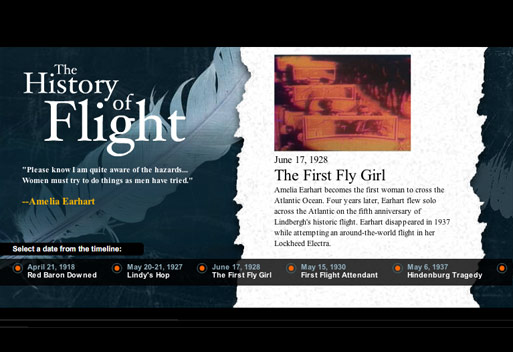 The
History
of
Flight
"Please know I am quite aware of the hazards...
Women must try to do things as men have tried."
--Amelia Earhart
Select a date from the timeline:
June 17, 1928
The First Fly Girl
Amelia Earhart becomes the first woman to cross the
Atlantic Ocean. Four years later, Earhart flew solo
across the Atlantic on the fifth anniversary of
Lindbergh's historic flight. Earhart disappeared in 1937
while attempting an around-the-world flight in her
Lockheed Electra.
April 21, 1918
Red Baron Downed
May 20-21, 1927
Lindy's Hop
June 17, 1928
The First Fly Girl
May 15, 1930
First Flight Attendant
May 6, 1937
Hindenburg Tragedy